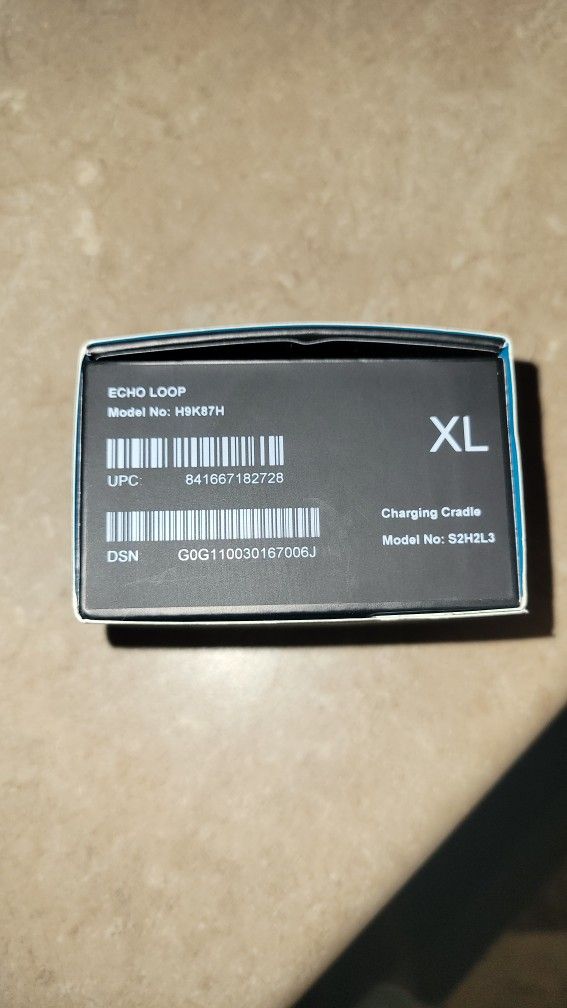 ECHO LOOP
Model No: H9K87H
XL
UPC: 841667182728
Charging Cradle
Model No: S2H2L3
DSN G0G110030167006J